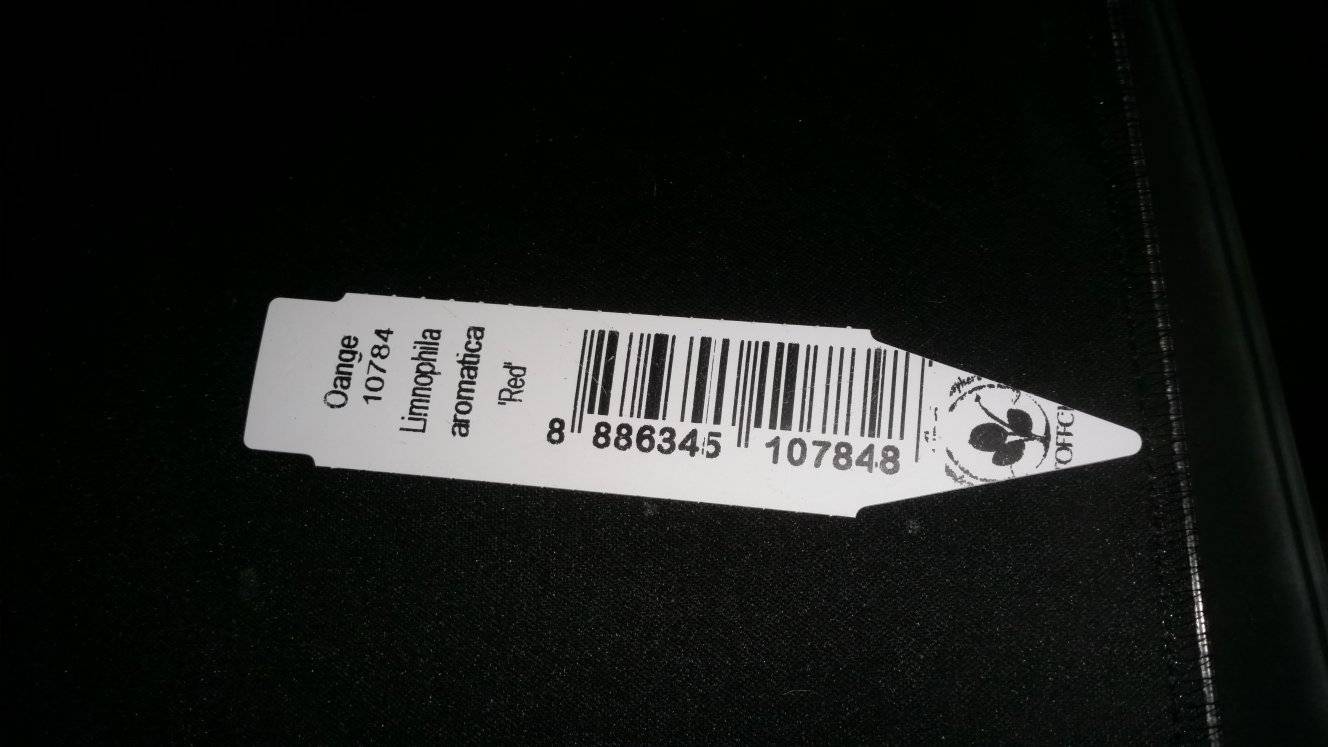 Oange
10784
Limnophila
aromatica
'Red'
8 886345 107848